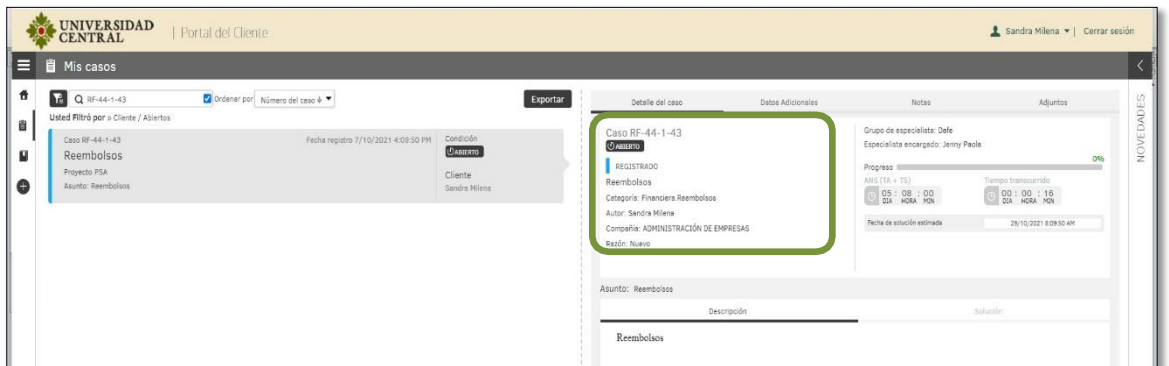 UNIVERSIDAD
CENTRAL
| Portal del Cliente
Sandra Milena ▼ | Cerrar sesión
Mis casos
RF-44-1-43
Ordenar por
Número del caso
Exportar
Usted Filtró por » Cliente / Abiertos
Caso RF-44-1-43
Fecha registro 7/10/2021 4:09:50 PM
Reembolsos
Proyecto PSA
Asunto: Reembolsos
Condición
ABIERTO
Cliente
Sandra Milena
Detalle del caso
Datos Adicionales
Notas
Adjuntos
Caso RF-44-1-43
ABIERTO
REGISTRADO
Reembolsos
Categoría: Financiera.Reembolsos
Autor: Sandra Milena
Compañía: ADMINISTRACIÓN DE EMPRESAS
Razón: Nuevo
Grupo de especialista: Dafe
Especialista encargado: Jenny Paola
Progreso
0%
ANS (TA + TS)
05 : 08 : 00
DIA HORA MIN
Tiempo transcurrido
00 : 00 : 16
DIA HORA MIN
Fecha de solución estimada
29/10/2021 8:09:50 AM
Asunto: Reembolsos
Descripción
Solución
Reembolsos
NOVEDADES